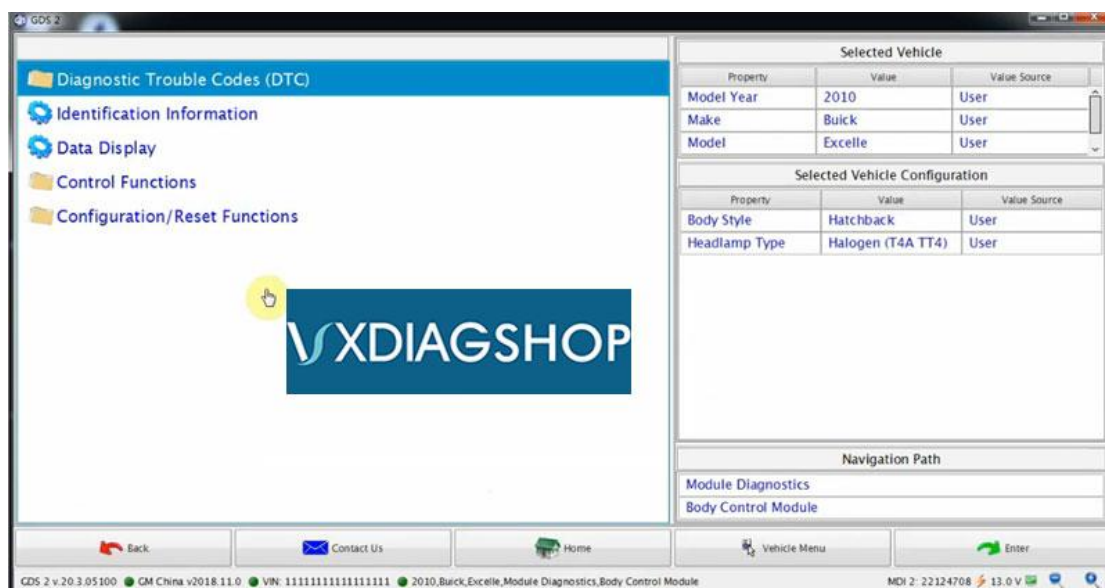 GDS 2
Diagnostic Trouble Codes (DTC)
Identification Information
Data Display
Control Functions
Configuration/Reset Functions
VXDIAGSHOP
Selected Vehicle
Property Value Value Source
Model Year 2010 User
Make Buick User
Model Excelle User
Selected Vehicle Configuration
Property Value Value Source
Body Style Hatchback User
Headlamp Type Halogen (T4A TT4) User
Navigation Path
Module Diagnostics
Body Control Module
Back Contact Us Home Vehicle Menu Enter
GDS 2 v.20.3.05100 GM China v2018.11.0 VIN: 11111111111111111 2010,Buick,Excelle,Module Diagnostics,Body Control Module MDI 2: 22124708 13.0 V